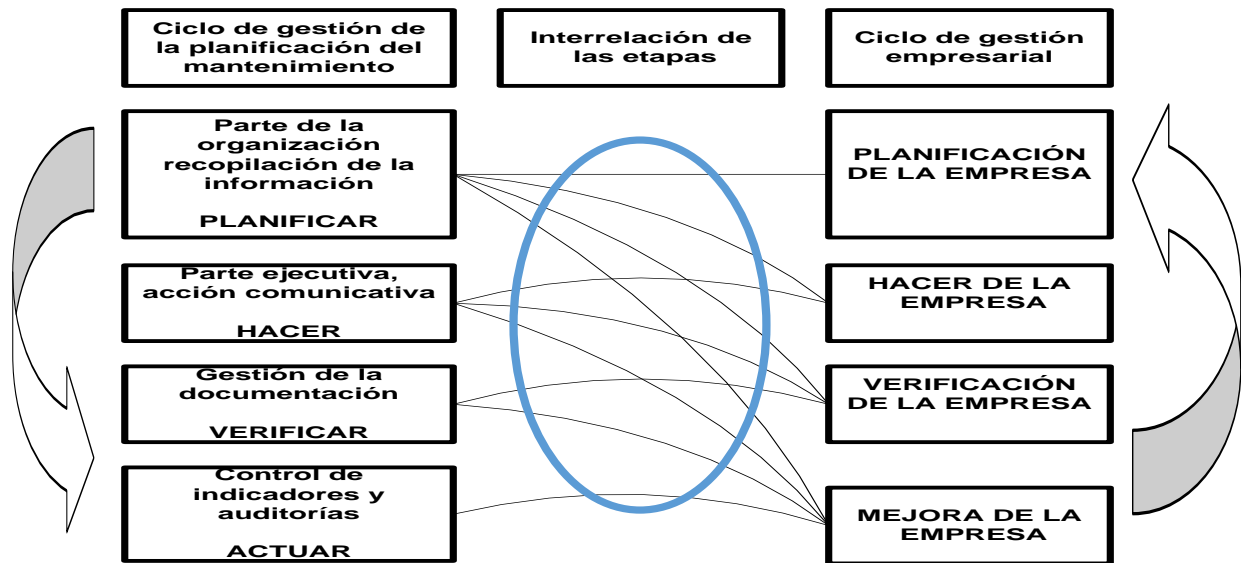 Ciclo de gestión de
la planificación del
mantenimiento
Interrelación de
las etapas
Ciclo de gestión
empresarial
Parte de la
organización
recopilación de la
información
PLANIFICAR
PLANIFICACIÓN
DE LA EMPRESA
Parte ejecutiva,
acción comunicativa
HACER
HACER DE LA
EMPRESA
Gestión de la
documentación
VERIFICAR
VERIFICACIÓN
DE LA EMPRESA
Control de
indicadores y
auditorías
ACTUAR
MEJORA DE LA
EMPRESA